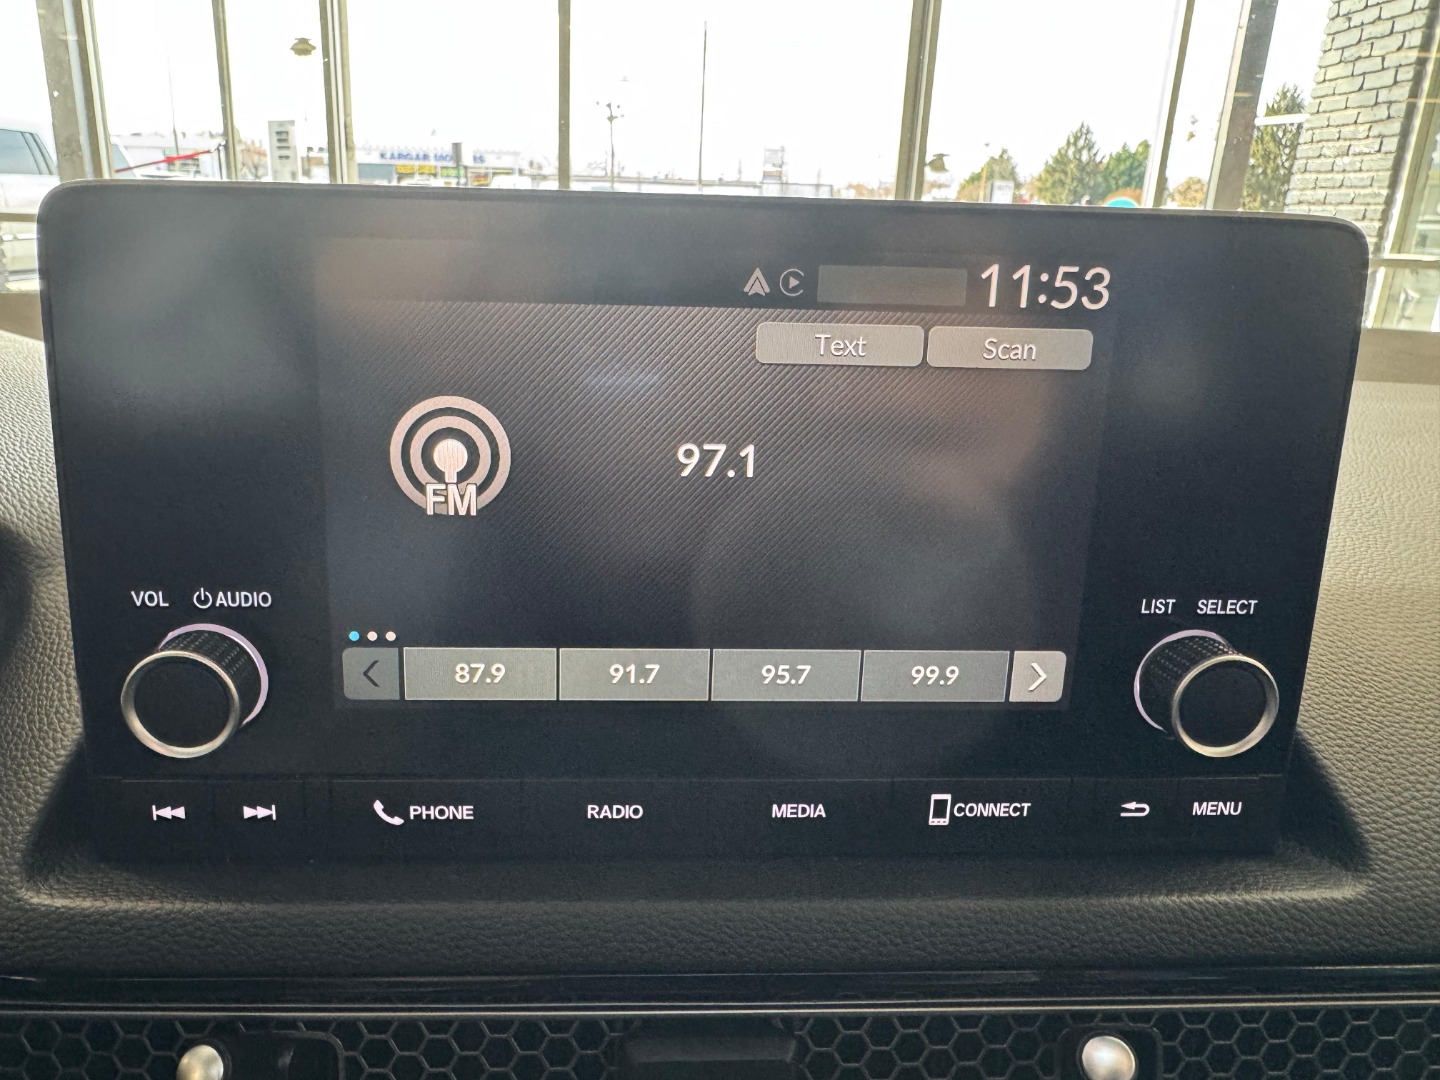 11:53
Text Scan
FM
97.1
87.9 91.7 95.7 99.9
VOL AUDIO
LIST SELECT
PHONE RADIO MEDIA CONNECT MENU